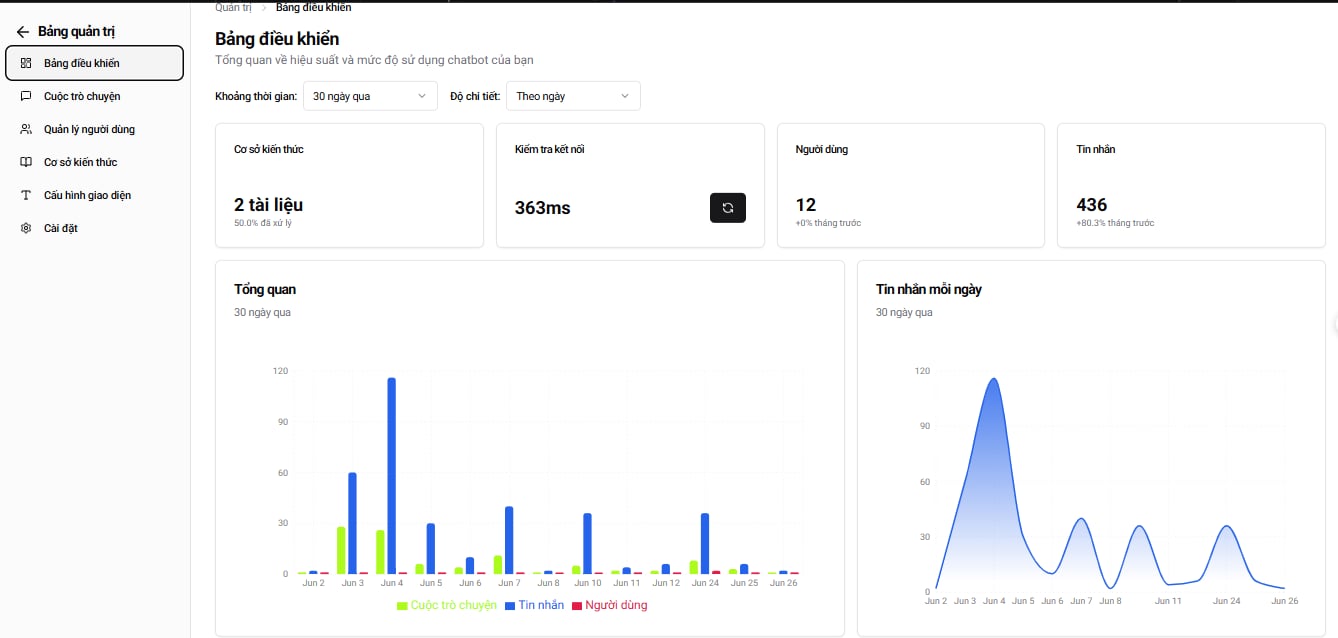 Quản trị > Bảng điều khiển
Bảng quản trị
Bảng điều khiển
Cuộc trò chuyện
Quản lý người dùng
Cơ sở kiến thức
Cấu hình giao diện
Cài đặt
Bảng điều khiển
Tổng quan về hiệu suất và mức độ sử dụng chatbot của bạn
Khoảng thời gian: 30 ngày qua Độ chi tiết: Theo ngày
Cơ sở kiến thức
2 tài liệu
50.0% đã xử lý
Kiểm tra kết nối
363ms
Người dùng
12
+0% tháng trước
Tin nhắn
436
+80.3% tháng trước
Tổng quan
30 ngày qua
120
90
60
30
0
Jun 2 Jun 3 Jun 4 Jun 5 Jun 6 Jun 7 Jun 8 Jun 10 Jun 11 Jun 12 Jun 24 Jun 25 Jun 26
Cuộc trò chuyện Tin nhắn Người dùng
Tin nhắn mỗi ngày
30 ngày qua
120
90
60
30
0
Jun 2 Jun 3 Jun 4 Jun 5 Jun 6 Jun 7 Jun 8 Jun 11 Jun 24 Jun 26